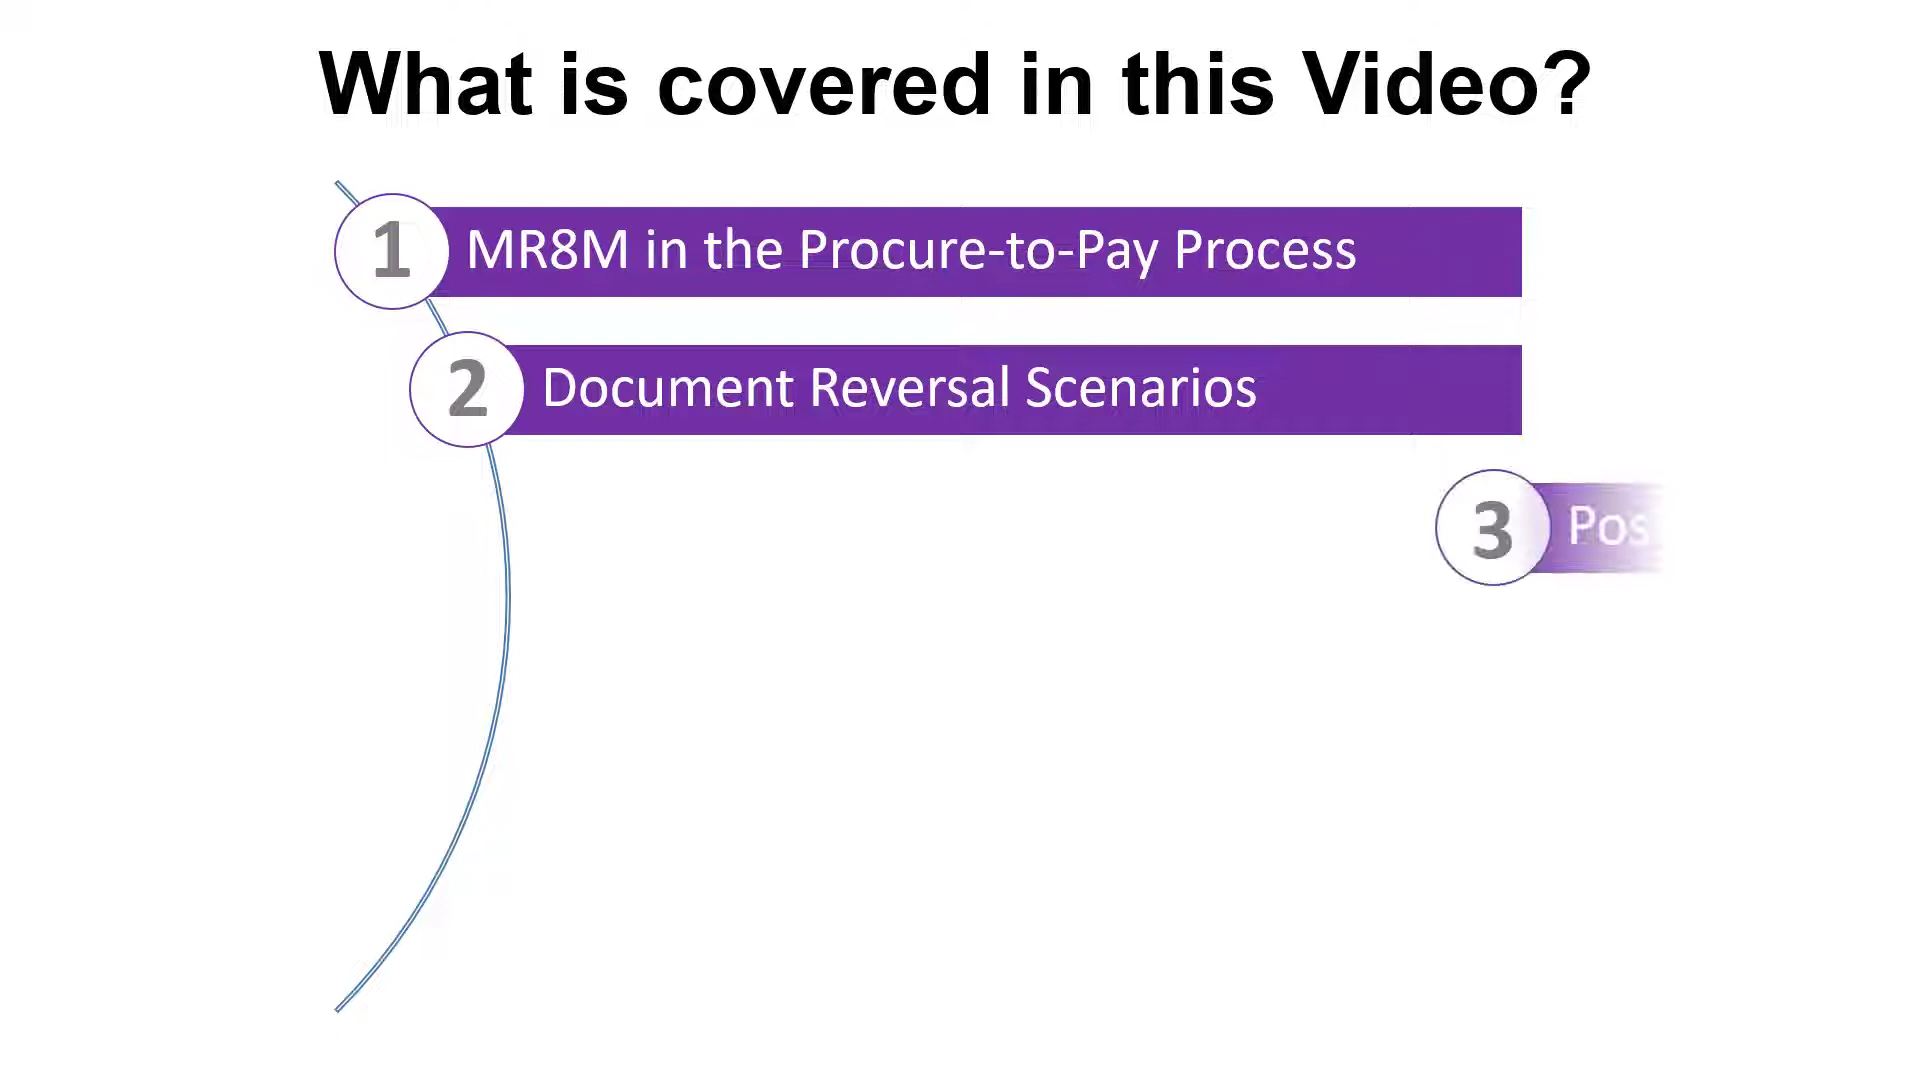 What is covered in this Video?
1 MR8M in the Procure-to-Pay Process
2 Document Reversal Scenarios
3 Pos